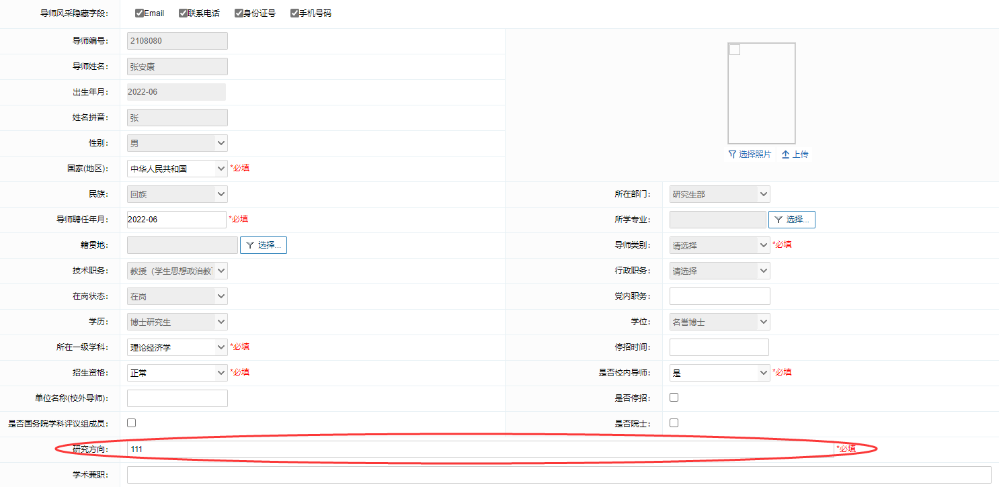 导师风采隐藏字段: Email 联系电话 身份证号 手机号码
导师编号: 2108080
导师姓名: 张安康
出生年月: 2022-06
姓名拼音: 张
性别: 男
选择照片 上传
国家(地区): 中华人民共和国 *必填
民族: 回族 所在部门: 研究生部
导师聘任年月: 2022-06 *必填 所学专业: 选择...
籍贯地: 选择... 导师类别: 请选择 *必填
技术职务: 教授（学生思想政治教 行政职务: 请选择
在岗状态: 在岗 党内职务:
学历: 博士研究生 学位: 名誉博士
所在一级学科: 理论经济学 *必填 停招时间:
招生资格: 正常 *必填 是否校内导师: 是 *必填
单位名称(校外导师): 是否停招:
是否国务院学科评议组成员: 是否院士:
研究方向: 111 *必填
学术兼职: